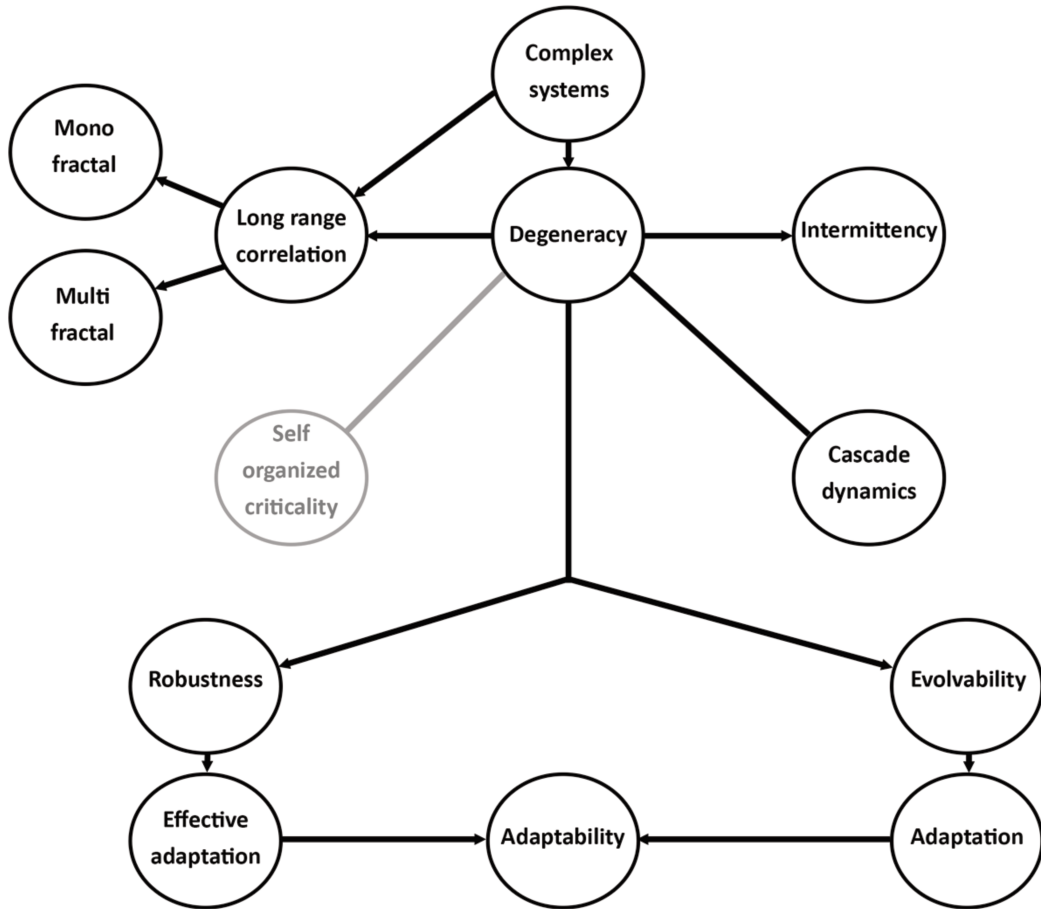 Complex
systems
Mono
fractal
Long range
correlation
Degeneracy
Intermittency
Multi
fractal
Self
organized
criticality
Cascade
dynamics
Robustness
Evolvability
Effective
adaptation
Adaptability
Adaptation